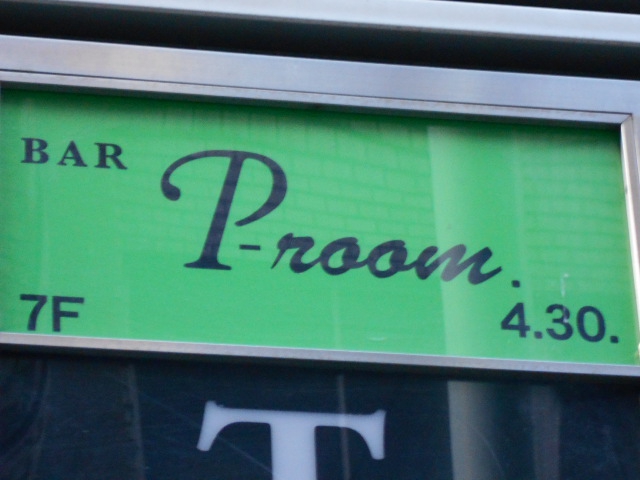 BAR
P-room.
7F
4.30.
T